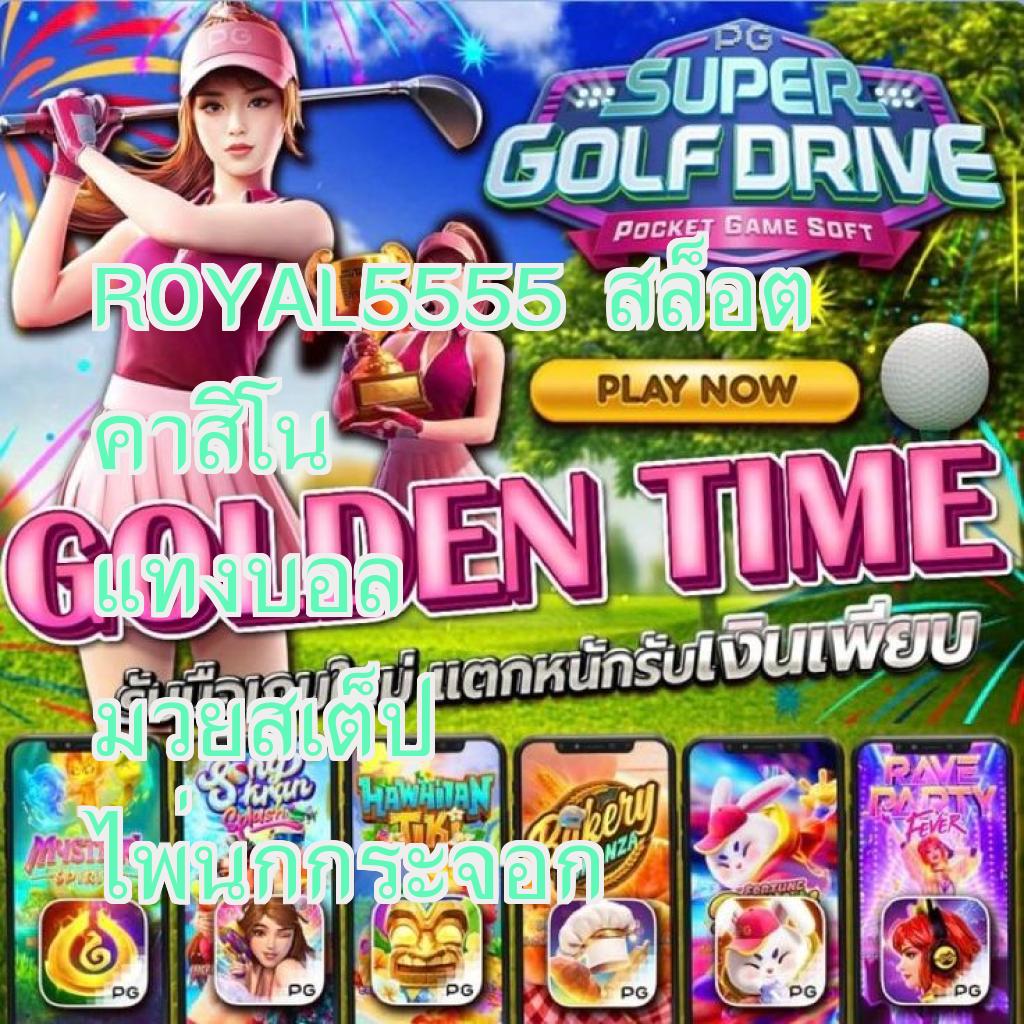 PG
PG
SUPER
GOLF DRIVE
POCKET GAME SOFT
ROYAL5555 สล็อต
PLAY NOW
คาสิโน
GOLDEN TIME
แทงบอล
แตกหนักรับเงินเพียบ
มวยสเต็ป
ไพ่นกกระจอก
Splash
HAWAIIAN
TIKI
Bakery
RAVE
PARTY
FEVER
PG
PG
PG
PG
PG
PG